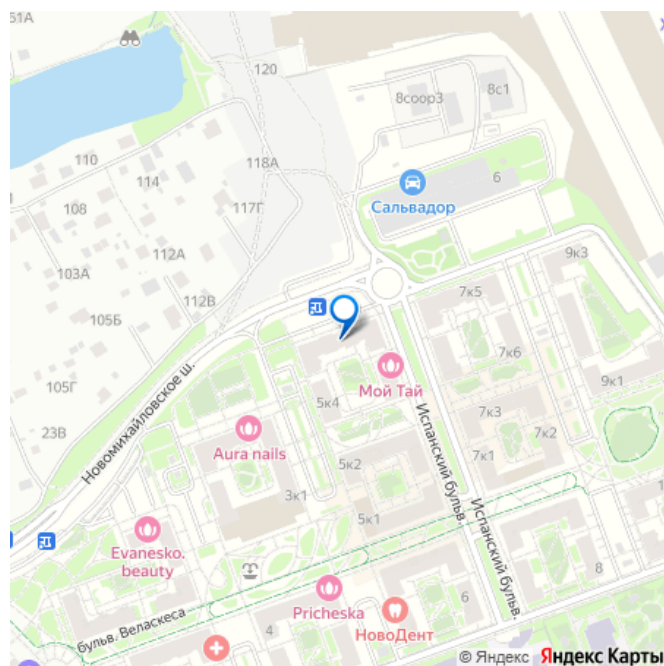 51А
120
8соор3
8с1
110
118А
114
6
Сальвадор
108
117Г
112А
9к3
103А
7к5
112В
105Б
7к6
Мой Тай
9к1
105Г
5к4
7к3
Новомихайловское ш.
23В
7к2
Aura nails
5к2
7к1
Испанский бульв.
3к1
5к1
Испанский бульв.
Evanesko.
beauty
8
Pricheska
6
бульв. Веласкеса
4
НовоДент
© Яндекс Яндекс Карты